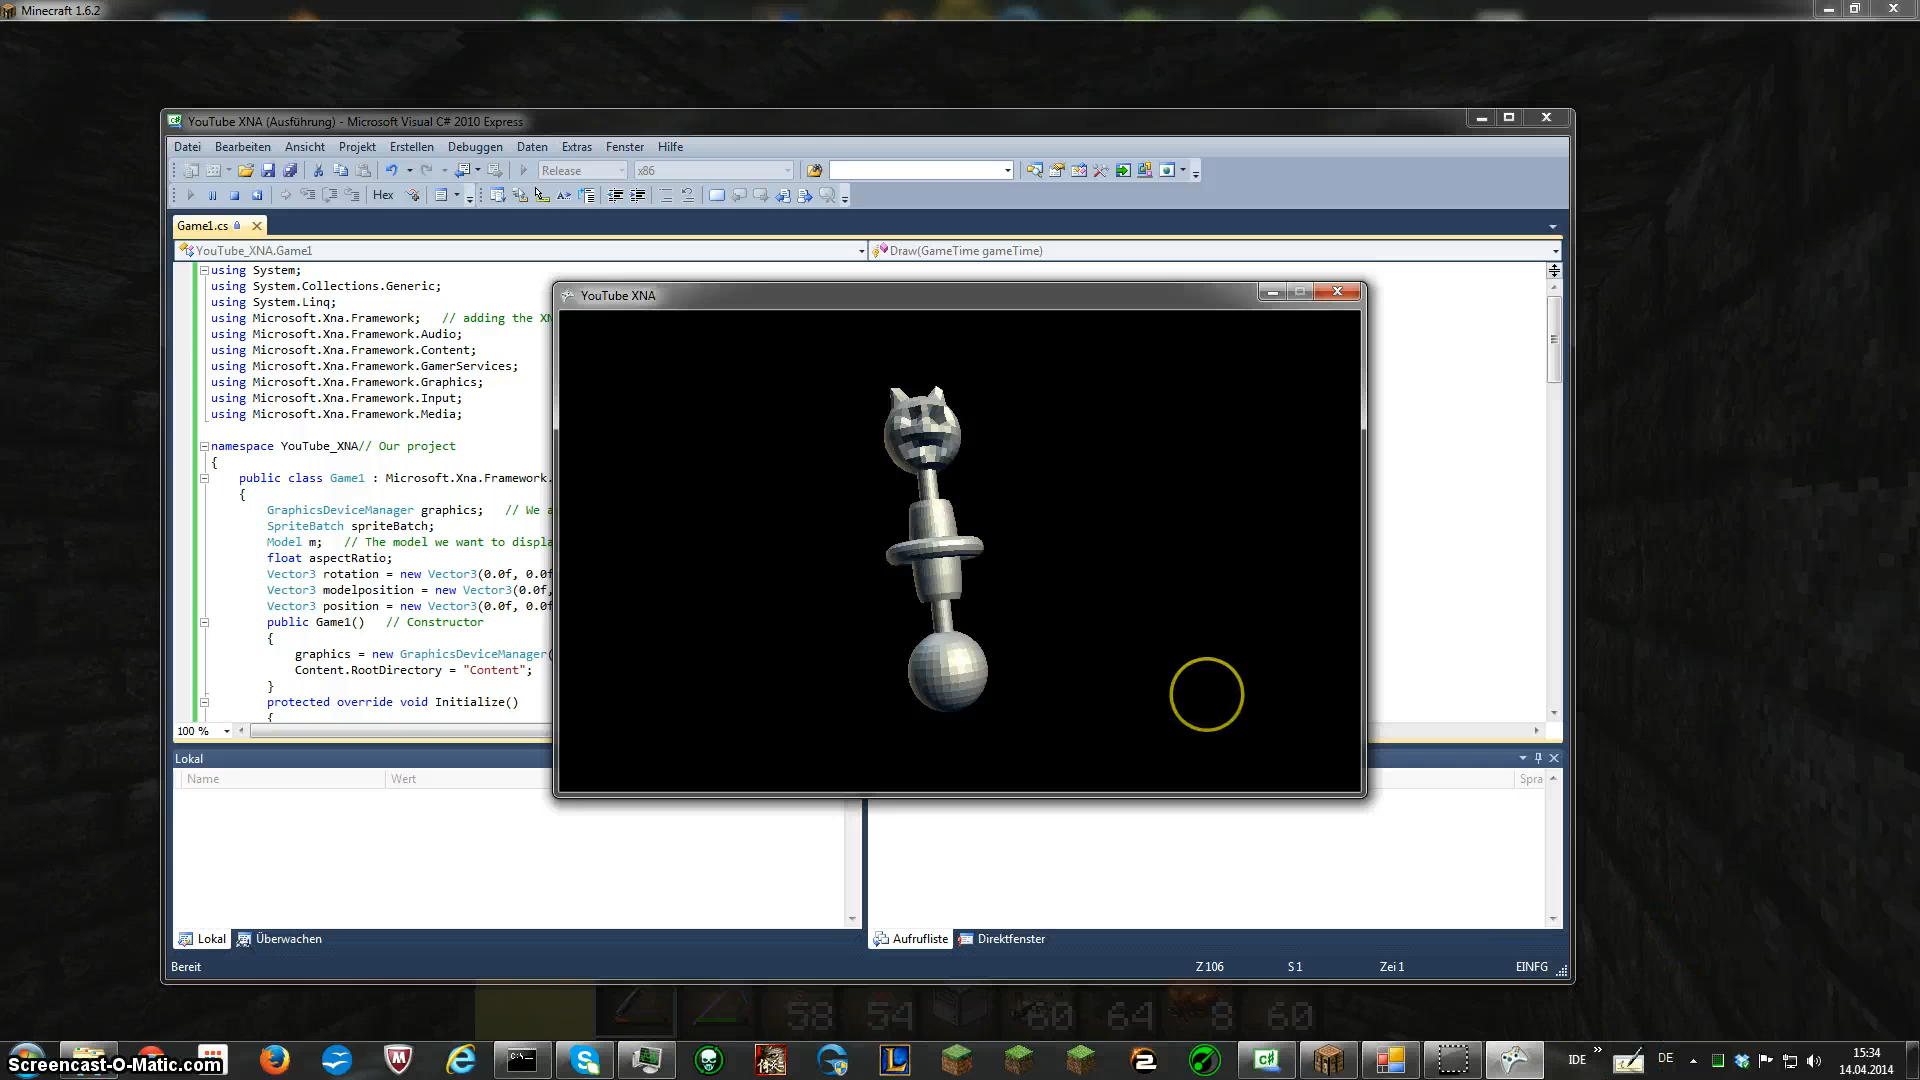 Minecraft 1.6.2
YouTube XNA (Ausführung) - Microsoft Visual C# 2010 Express
Datei Bearbeiten Ansicht Projekt Erstellen Debuggen Daten Extras Fenster Hilfe
Release x86
Hex
Game1.cs
YouTube_XNA.Game1 Draw(GameTime gameTime)
using System;
using System.Collections.Generic;
using System.Linq;
using Microsoft.Xna.Framework; // adding the XN
using Microsoft.Xna.Framework.Audio;
using Microsoft.Xna.Framework.Content;
using Microsoft.Xna.Framework.GamerServices;
using Microsoft.Xna.Framework.Graphics;
using Microsoft.Xna.Framework.Input;
using Microsoft.Xna.Framework.Media;
namespace YouTube_XNA// Our project
{
public class Game1 : Microsoft.Xna.Framework.
{
GraphicsDeviceManager graphics; // We a
SpriteBatch spriteBatch;
Model m; // The model we want to displa
float aspectRatio;
Vector3 rotation = new Vector3(0.0f, 0.0f
Vector3 modelposition = new Vector3(0.0f,
Vector3 position = new Vector3(0.0f, 0.0f
public Game1() // Constructor
{
graphics = new GraphicsDeviceManager(
Content.RootDirectory = "Content";
}
protected override void Initialize()
{
100 %
YouTube XNA
Lokal
Name Wert Spra
Lokal Überwachen Aufrufliste Direktfenster
Bereit Z 106 S 1 Zei 1 EINFG
58 54 60 64 8 60
IDE DE 15:34
14.04.2014
Screencast-O-Matic.com